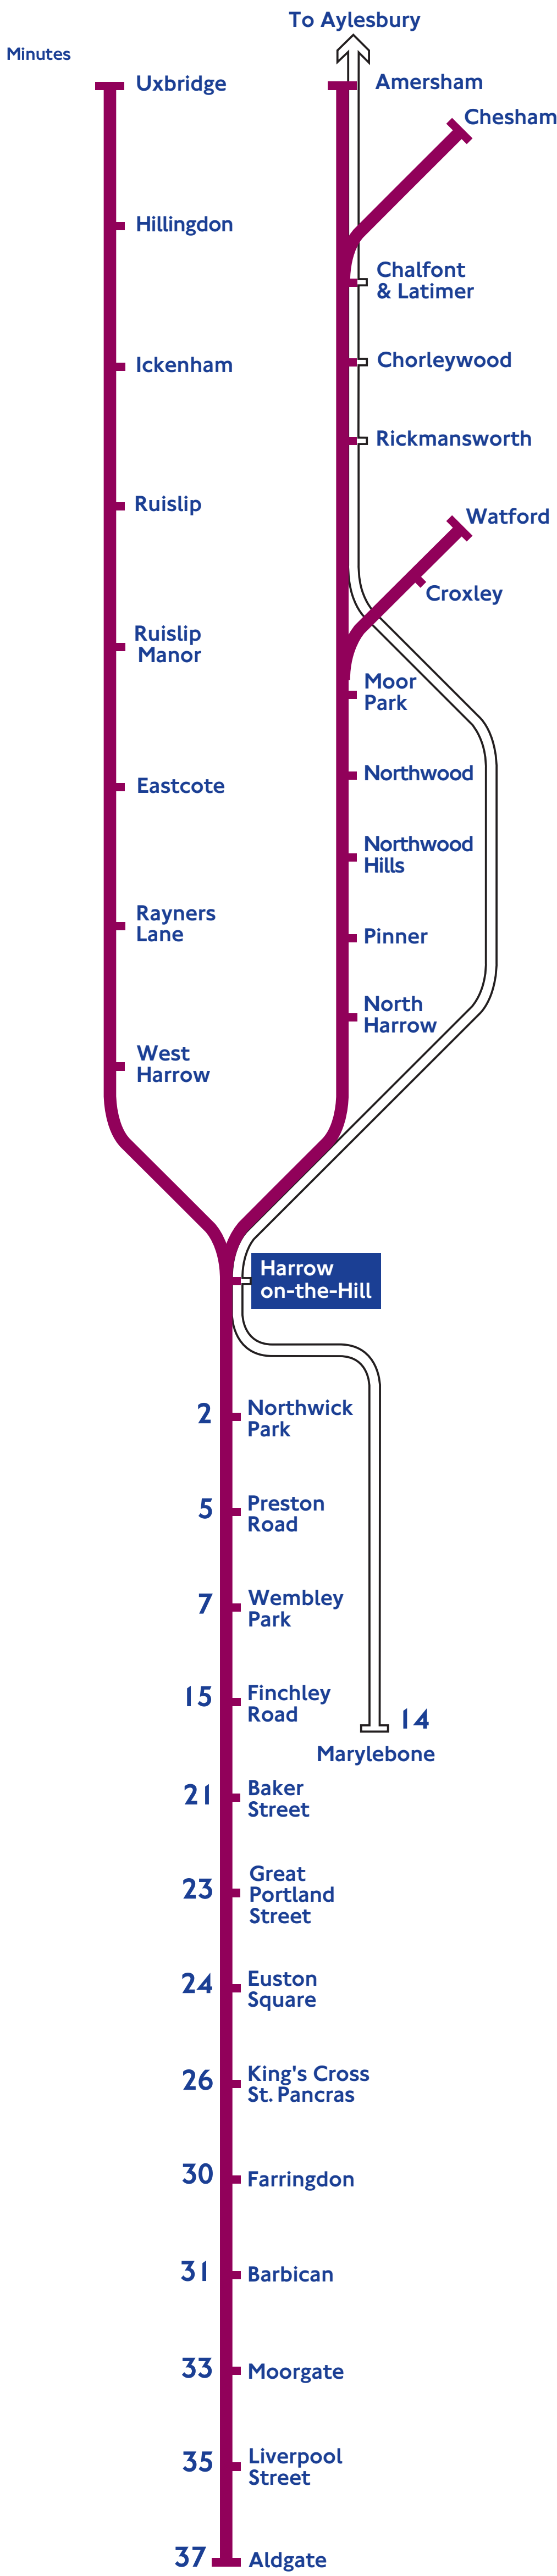 To Aylesbury
Minutes
Uxbridge
Amersham
Chesham
Hillingdon
Chalfont
& Latimer
Ickenham
Chorleywood
Rickmansworth
Ruislip
Watford
Croxley
Ruislip
Manor
Moor
Park
Northwood
Eastcote
Northwood
Hills
Rayners
Lane
Pinner
North
Harrow
West
Harrow
Harrow
on-the-Hill
2 Northwick
Park
5 Preston
Road
7 Wembley
Park
15 Finchley
Road
14
Marylebone
21 Baker
Street
23 Great
Portland
Street
24 Euston
Square
26 King's Cross
St. Pancras
30 Farringdon
31 Barbican
33 Moorgate
35 Liverpool
Street
37 Aldgate